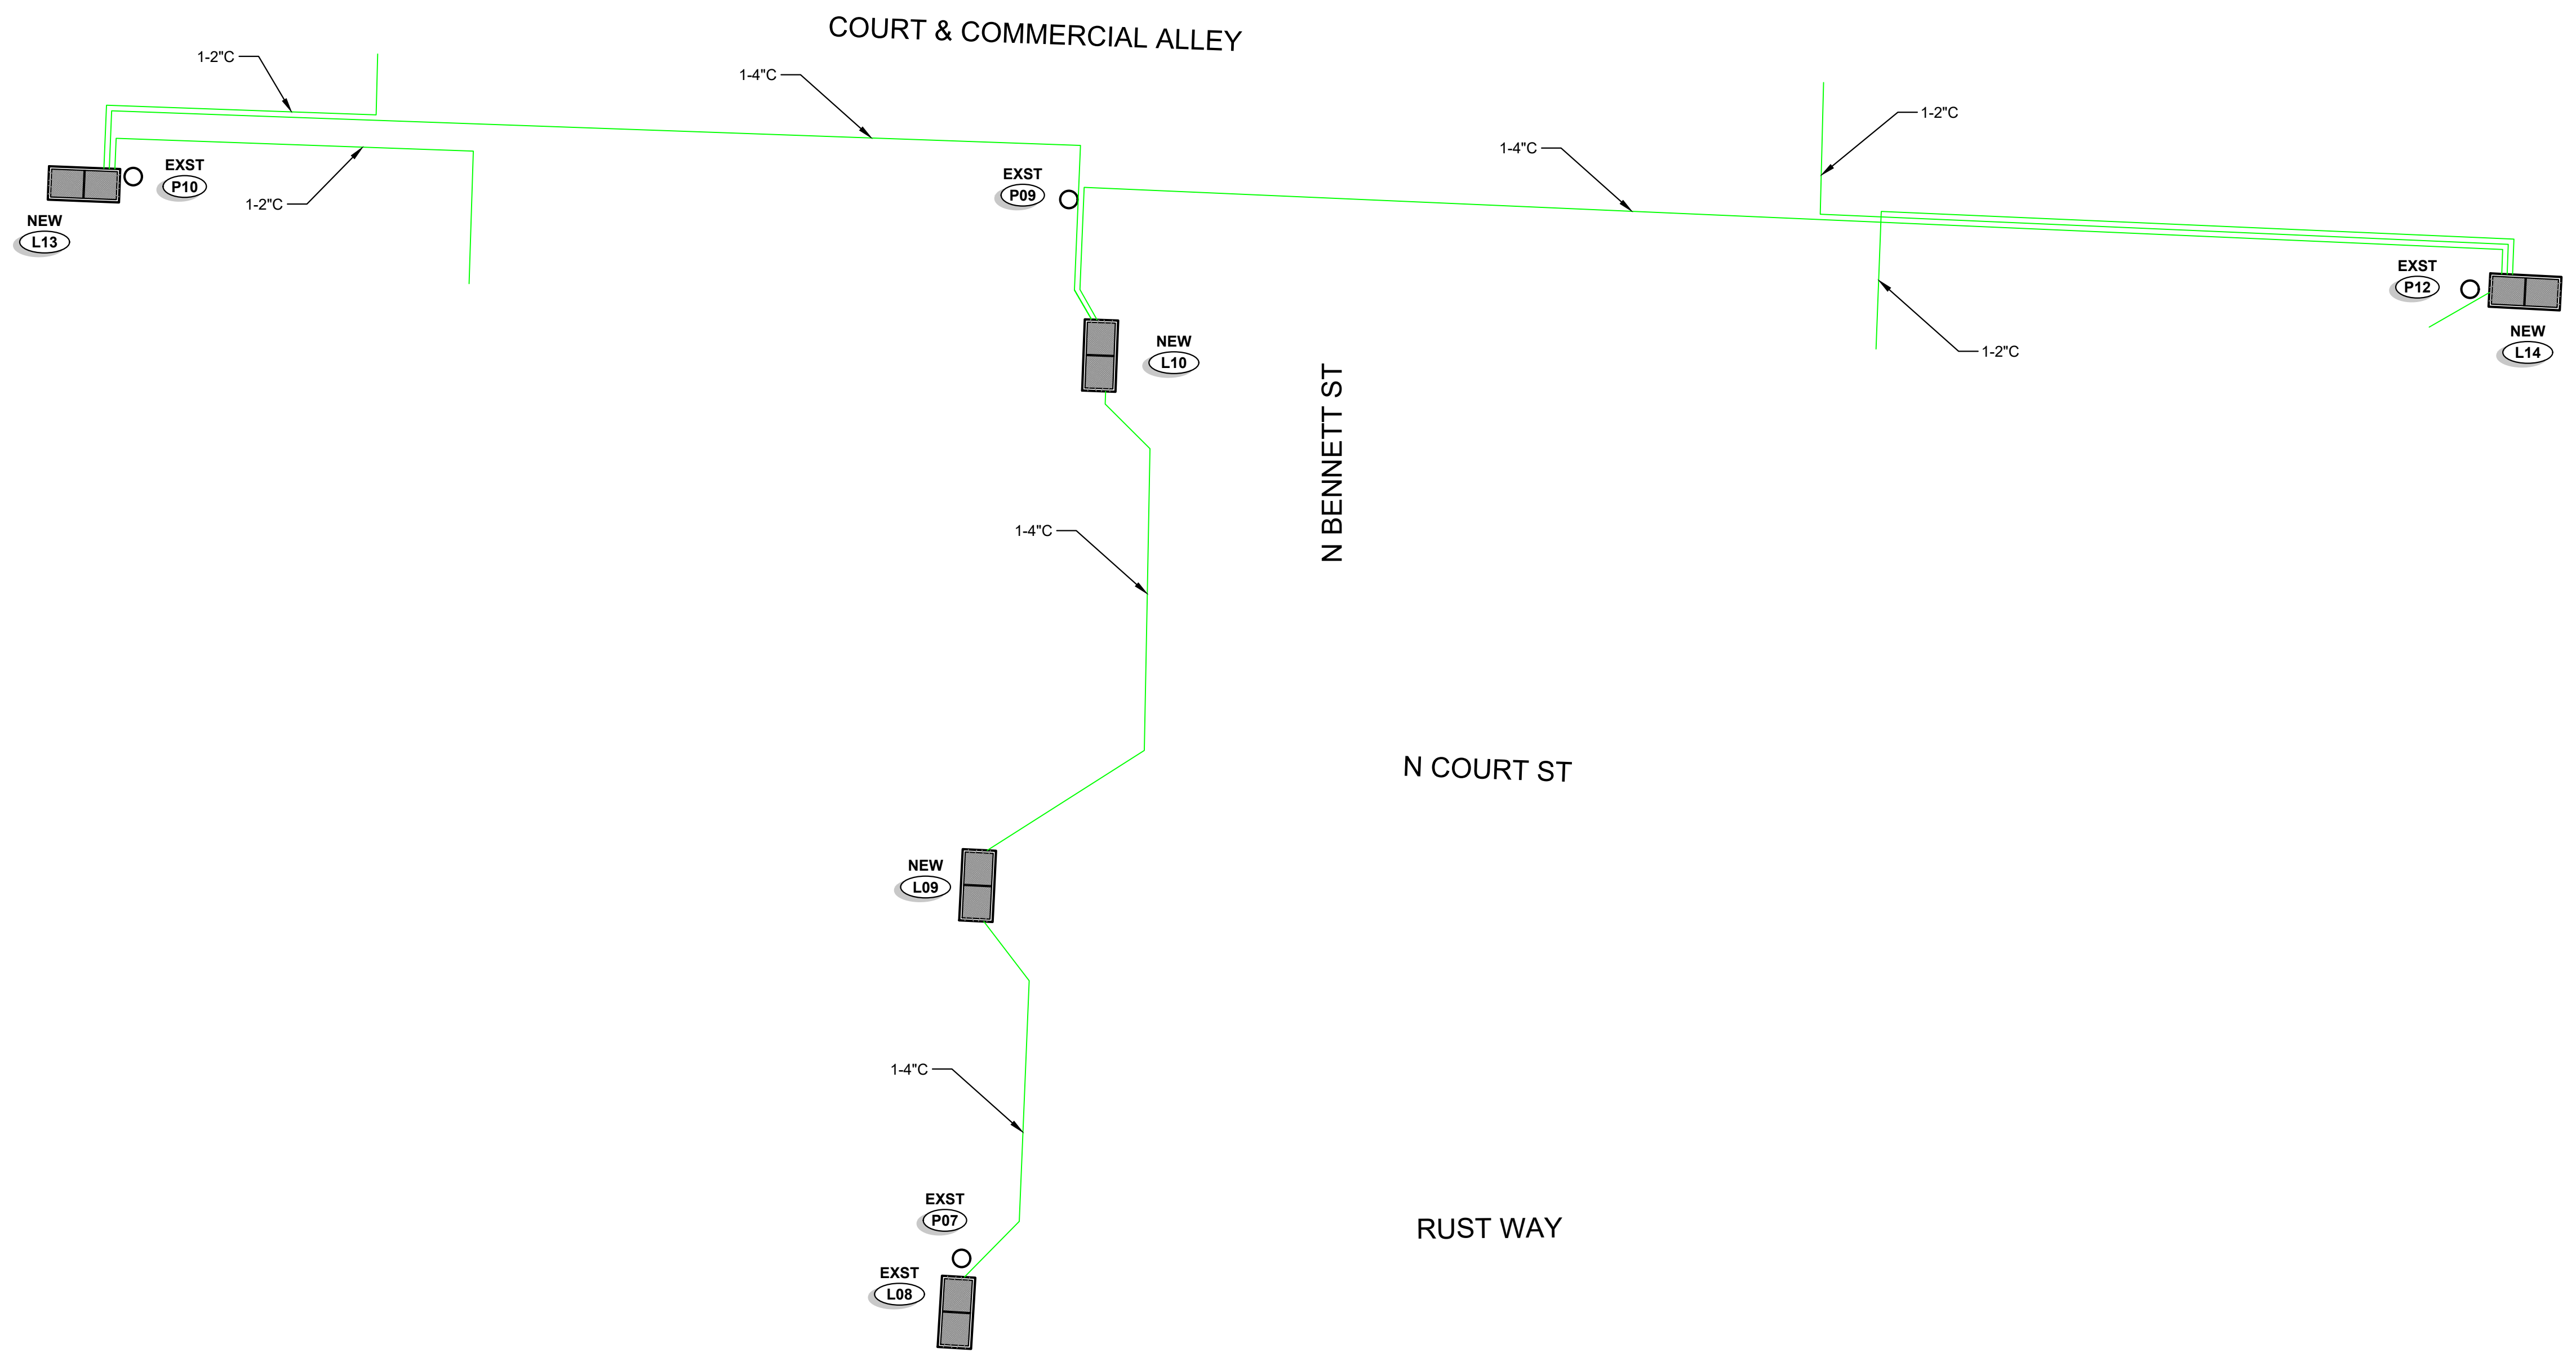 COURT & COMMERCIAL ALLEY
1-2"C
1-4"C
1-2"C
1-4"C
EXST
P10
1-2"C
NEW
L13
EXST
P09
EXST
P12
NEW
L14
NEW
L10
1-2"C
N BENNETT ST
1-4"C
N COURT ST
NEW
L09
1-4"C
EXST
P07
RUST WAY
EXST
L08